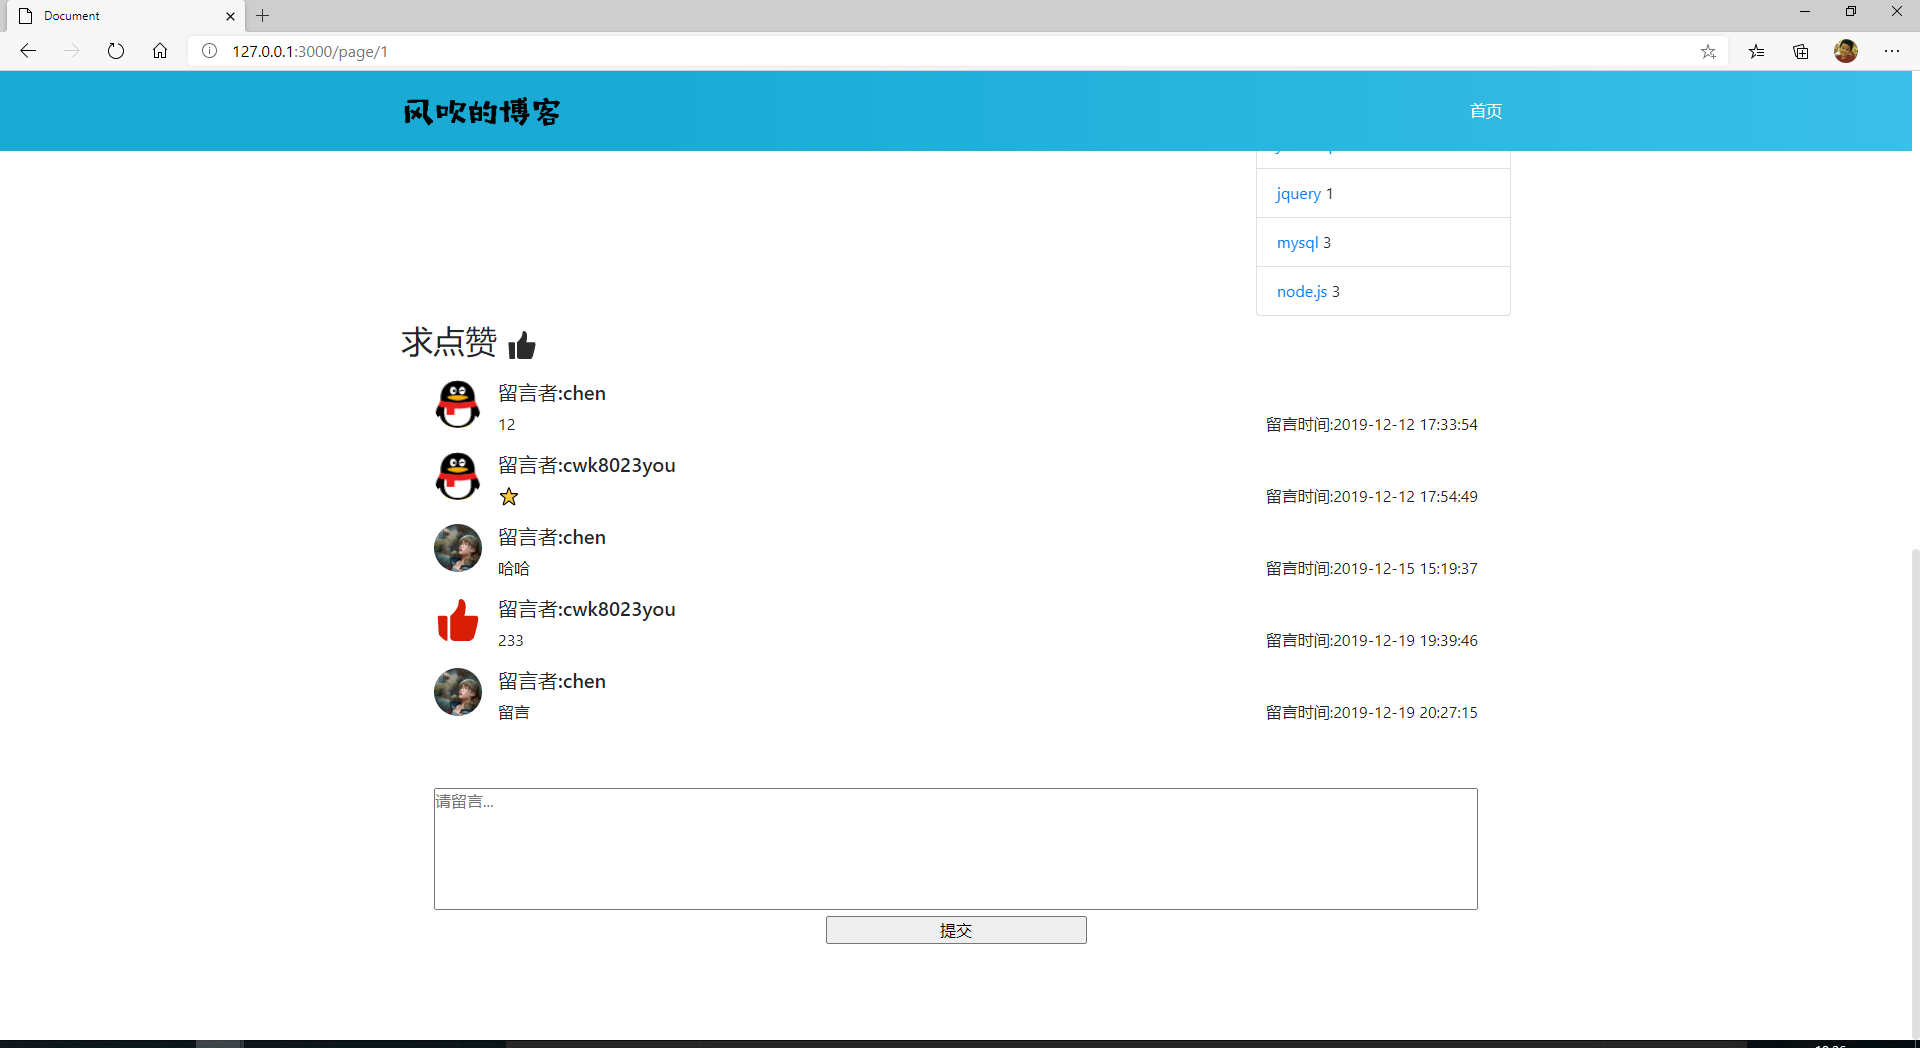 Document
127.0.0.1:3000/page/1
风吹的博客
首页
jquery 1
mysql 3
node.js 3
求点赞
留言者:chen
12
留言时间:2019-12-12 17:33:54
留言者:cwk8023you
留言时间:2019-12-12 17:54:49
留言者:chen
哈哈
留言时间:2019-12-15 15:19:37
留言者:cwk8023you
233
留言时间:2019-12-19 19:39:46
留言者:chen
留言
留言时间:2019-12-19 20:27:15
请留言...
提交